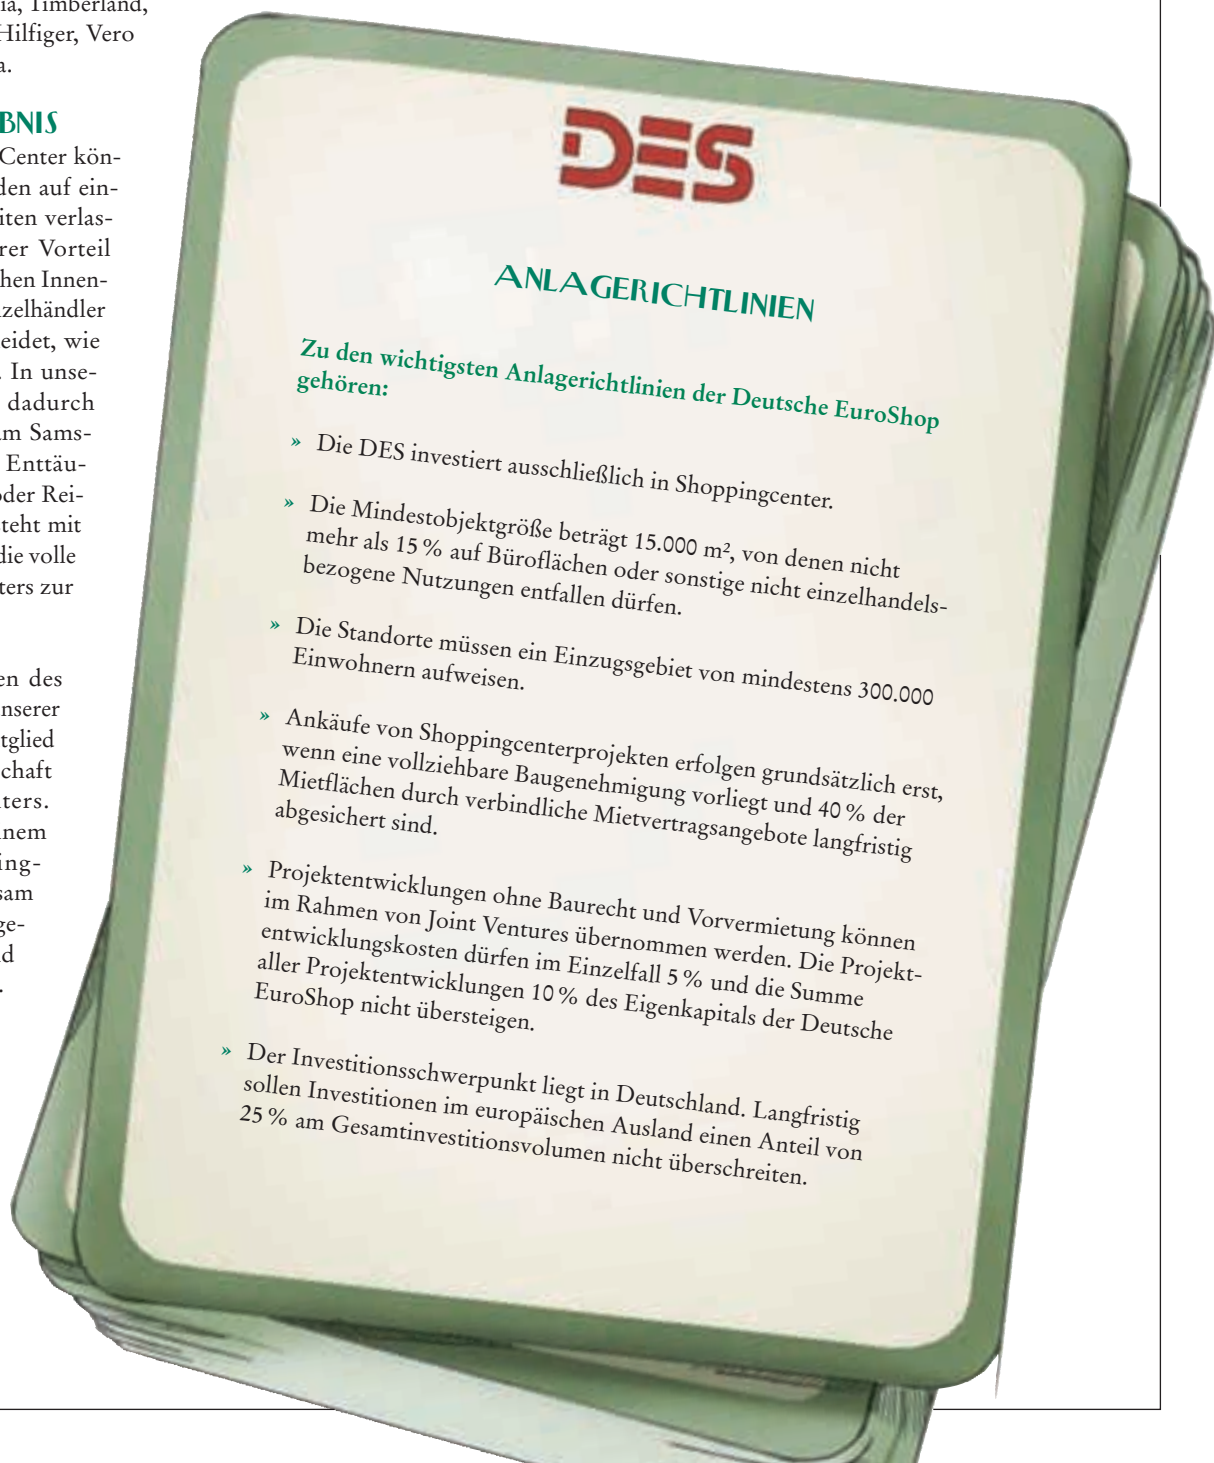 Timberland,
Hilfiger, Vero
a.
BNIS
Center kön-
den auf ein-
iten verlas-
rer Vorteil
hen Innen-
zelhändler
eidet, wie
. In unse-
dadurch
am Sams-
Enttäu-
oder Rei-
steht mit
die volle
ters zur
en des
nserer
tglied
chaft
ters.
inem
ing-
sam
ge-
d
.
DES
ANLAGERICHTLINIEN
Zu den wichtigsten Anlagerichtlinien der Deutsche EuroShop
gehören:
» Die DES investiert ausschließlich in Shoppingcenter.
» Die Mindestobjektgröße beträgt 15.000 m², von denen nicht
mehr als 15 % auf Büroflächen oder sonstige nicht einzelhandels-
bezogene Nutzungen entfallen dürfen.
» Die Standorte müssen ein Einzugsgebiet von mindestens 300.000
Einwohnern aufweisen.
» Ankäufe von Shoppingcenterprojekten erfolgen grundsätzlich erst,
wenn eine vollziehbare Baugenehmigung vorliegt und 40 % der
Mietflächen durch verbindliche Mietvertragsangebote langfristig
abgesichert sind.
» Projektentwicklungen ohne Baurecht und Vorvermietung können
im Rahmen von Joint Ventures übernommen werden. Die Projekt-
entwicklungskosten dürfen im Einzelfall 5 % und die Summe
aller Projektentwicklungen 10 % des Eigenkapitals der Deutsche
EuroShop nicht übersteigen.
» Der Investitionsschwerpunkt liegt in Deutschland. Langfristig
sollen Investitionen im europäischen Ausland einen Anteil von
25 % am Gesamtinvestitionsvolumen nicht überschreiten.